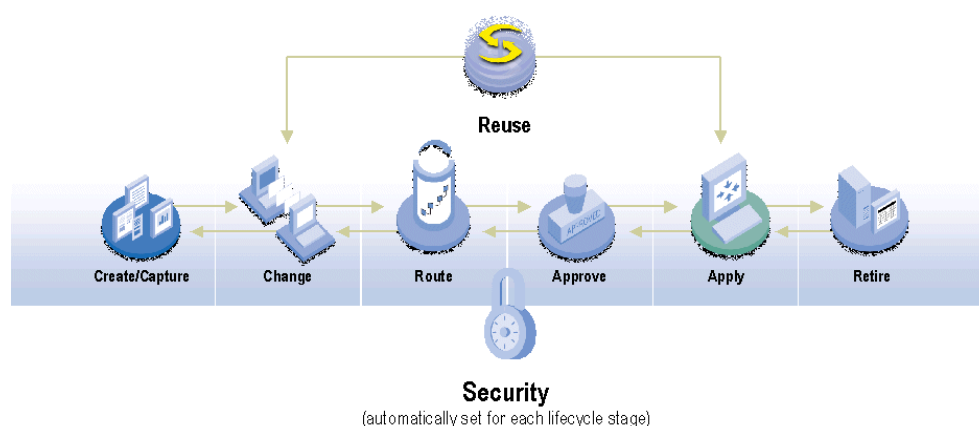 Reuse
Create/Capture
Change
Route
Approve
Apply
Retire
Security
(automatically set for each lifecycle stage)